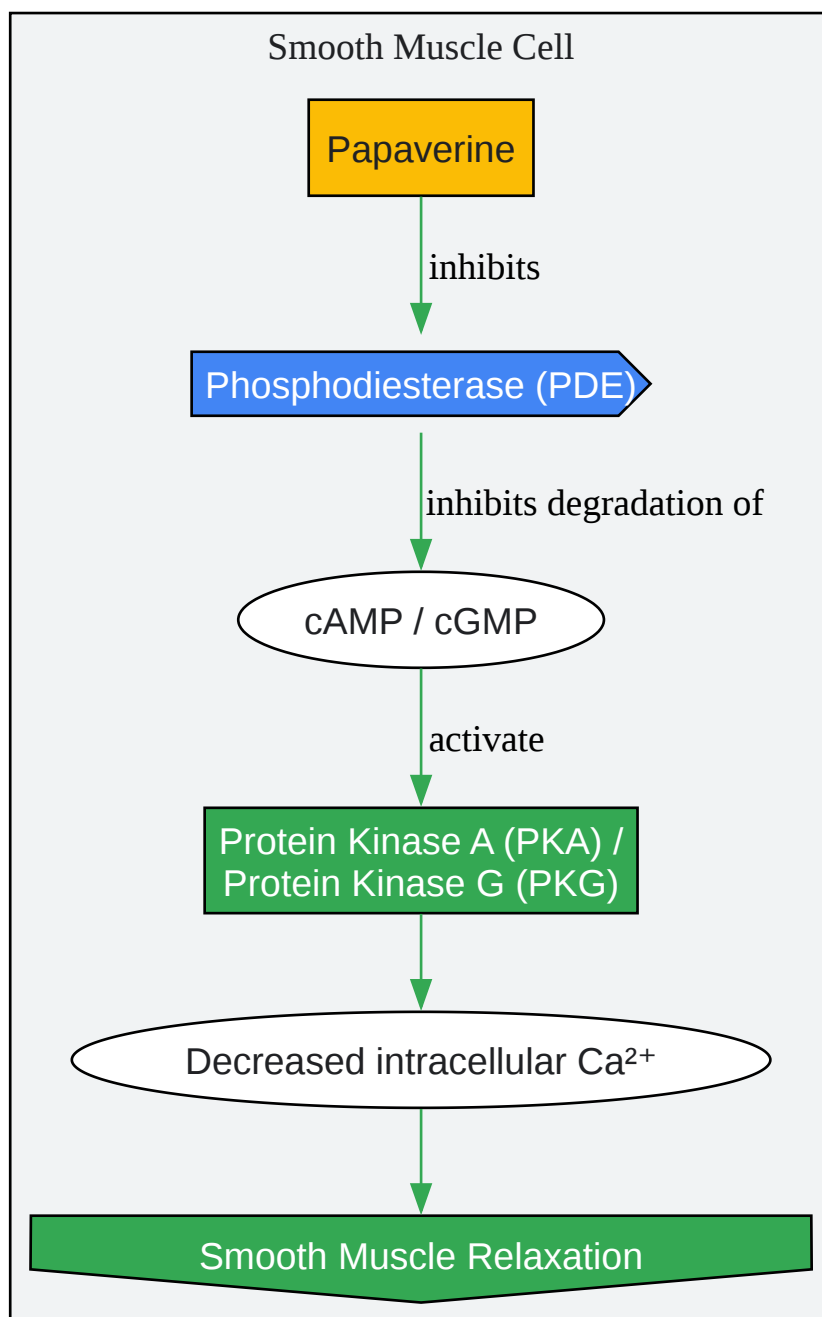 Smooth Muscle Cell
Papaverine
inhibits
Phosphodiesterase (PDE)
inhibits degradation of
cAMP / cGMP
activate
Protein Kinase A (PKA) /
Protein Kinase G (PKG)
Decreased intracellular Ca²⁺
Smooth Muscle Relaxation